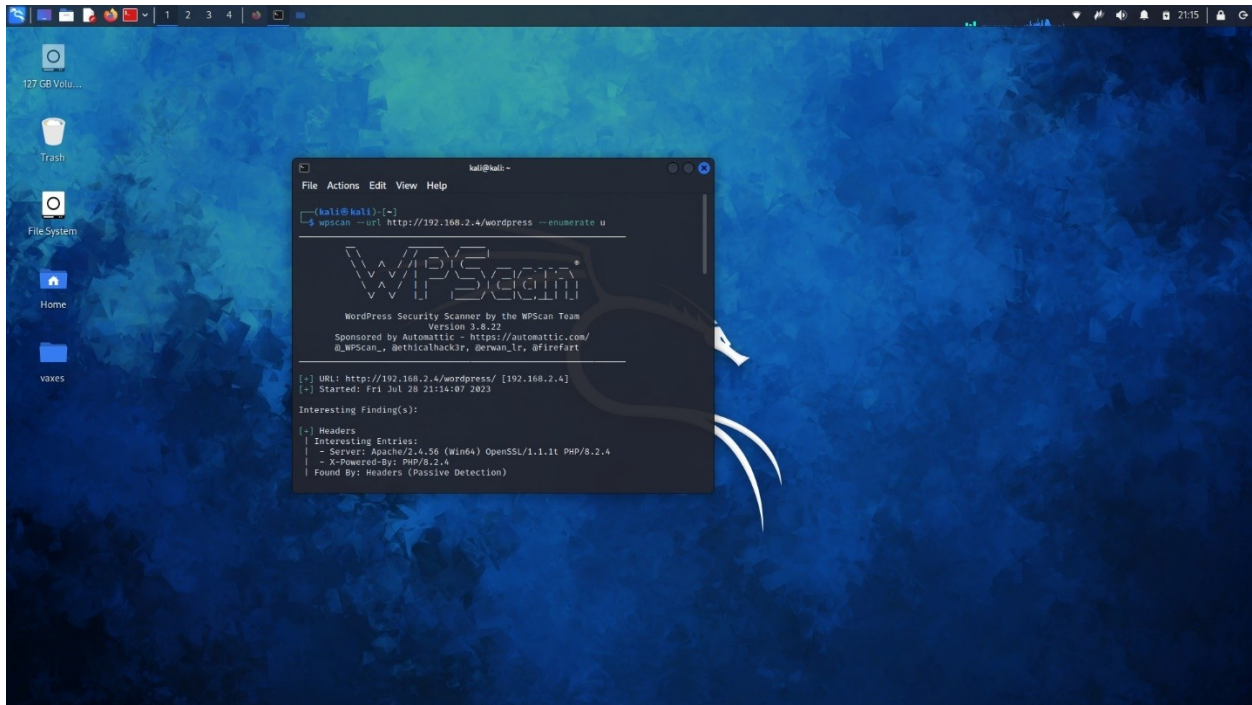 1 2 3 4
21:15
127 GB Volu...
Trash
File System
Home
vaxes
kali@kali: ~
File Actions Edit View Help
┌──(kali㉿kali)-[~]
└─$ wpscan --url http://192.168.2.4/wordpress --enumerate u
WPScan ®
WordPress Security Scanner by the WPScan Team
Version 3.8.22
Sponsored by Automattic - https://automattic.com/
@_WPScan_, @ethicalhack3r, @erwan_lr, @firefart
[+] URL: http://192.168.2.4/wordpress/ [192.168.2.4]
[+] Started: Fri Jul 28 21:14:07 2023
Interesting Finding(s):
[+] Headers
| Interesting Entries:
| - Server: Apache/2.4.56 (Win64) OpenSSL/1.1.1t PHP/8.2.4
| - X-Powered-By: PHP/8.2.4
| Found By: Headers (Passive Detection)